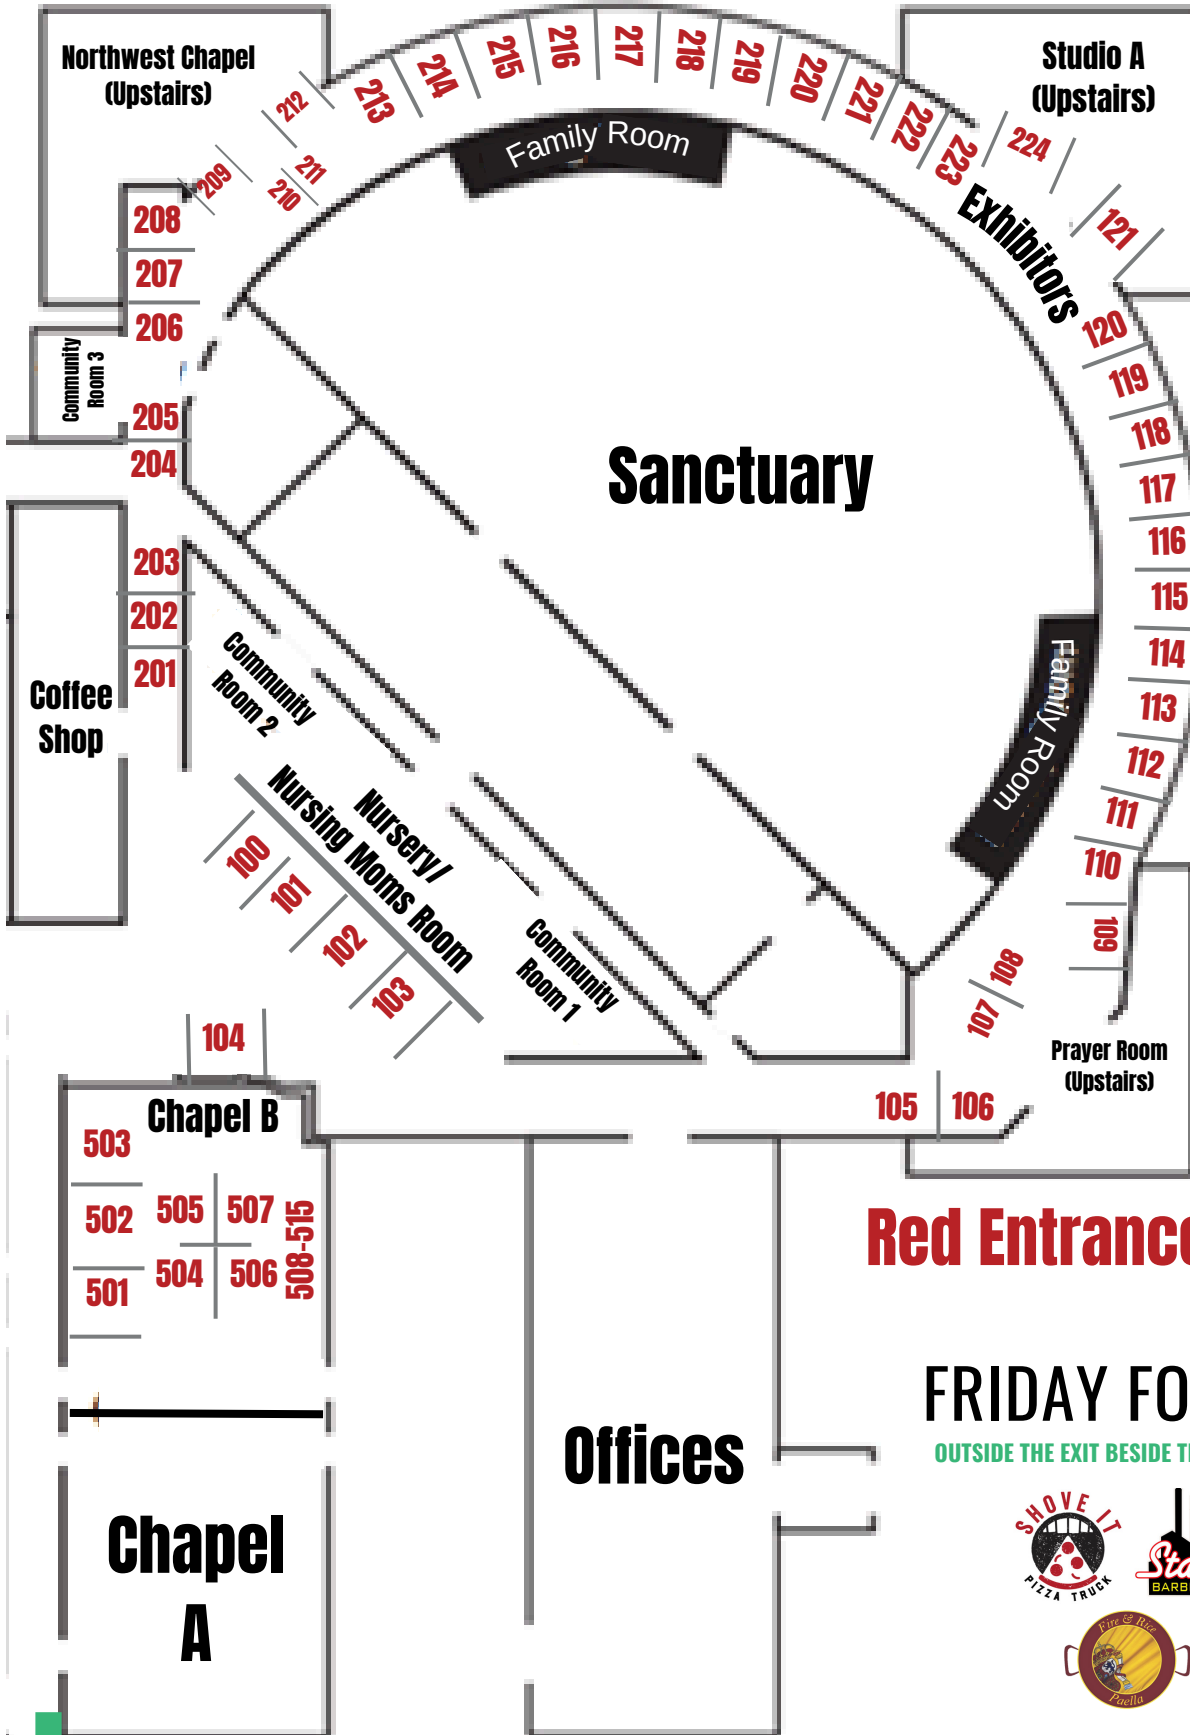 Northwest Chapel
(Upstairs)
Studio A
(Upstairs)
212
213
214
215
216
217
218
219
220
221
222
223
224
121
Family Room
Exhibitors
209
210
211
208
207
206
Community
Room 3
205
204
203
202
201
Coffee
Shop
Sanctuary
120
119
118
117
116
115
114
113
112
111
110
109
108
107
Family Room
Community
Room 2
Nursery/
Nursing Moms Room
Community
Room 1
100
101
102
103
104
105
106
Prayer Room
(Upstairs)
Chapel B
503
502
501
505
507
504
506
508-515
Red Entrance
Offices
Chapel
A
FRIDAY FO
OUTSIDE THE EXIT BESIDE
SHOVE IT
PIZZA TRUCK
Sta
BARB
Fire & Rice
Paella